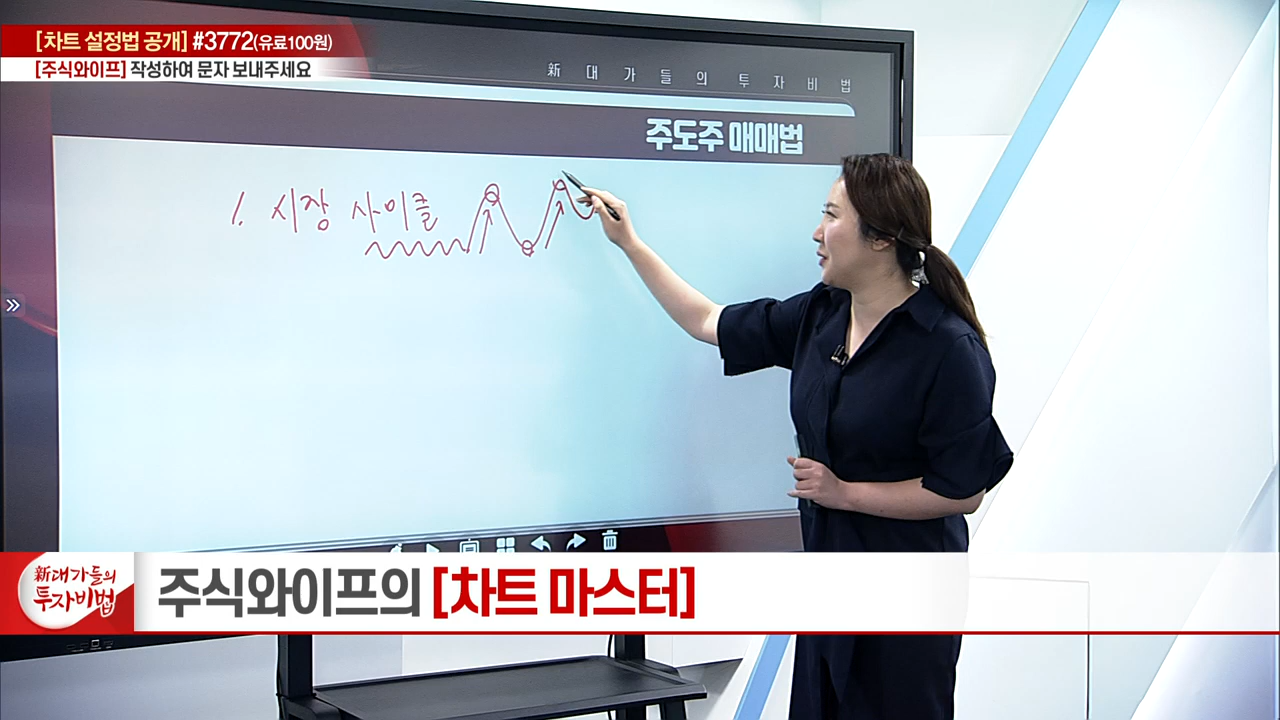 [차트 설정법 공개] #3772(유료100원)
[주식와이프] 작성하여 문자 보내주세요
新 대 가 들 의 투 자 비 법
주도주 매매법
1. 시장 사이클
新대가들의
투자비법
주식와이프의 [차트 마스터]